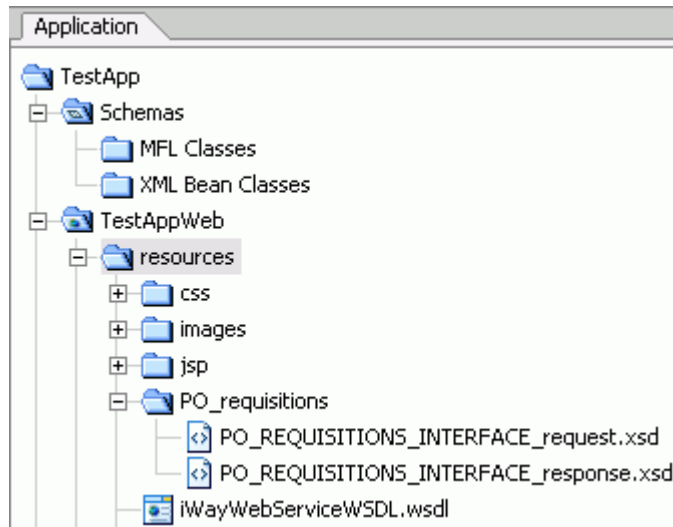 Application
TestApp
Schemas
MFL Classes
XML Bean Classes
TestAppWeb
resources
css
images
jsp
PO_requisitions
PO_REQUISITIONS_INTERFACE_request.xsd
PO_REQUISITIONS_INTERFACE_response.xsd
iWayWebServiceWSDL.wsdl